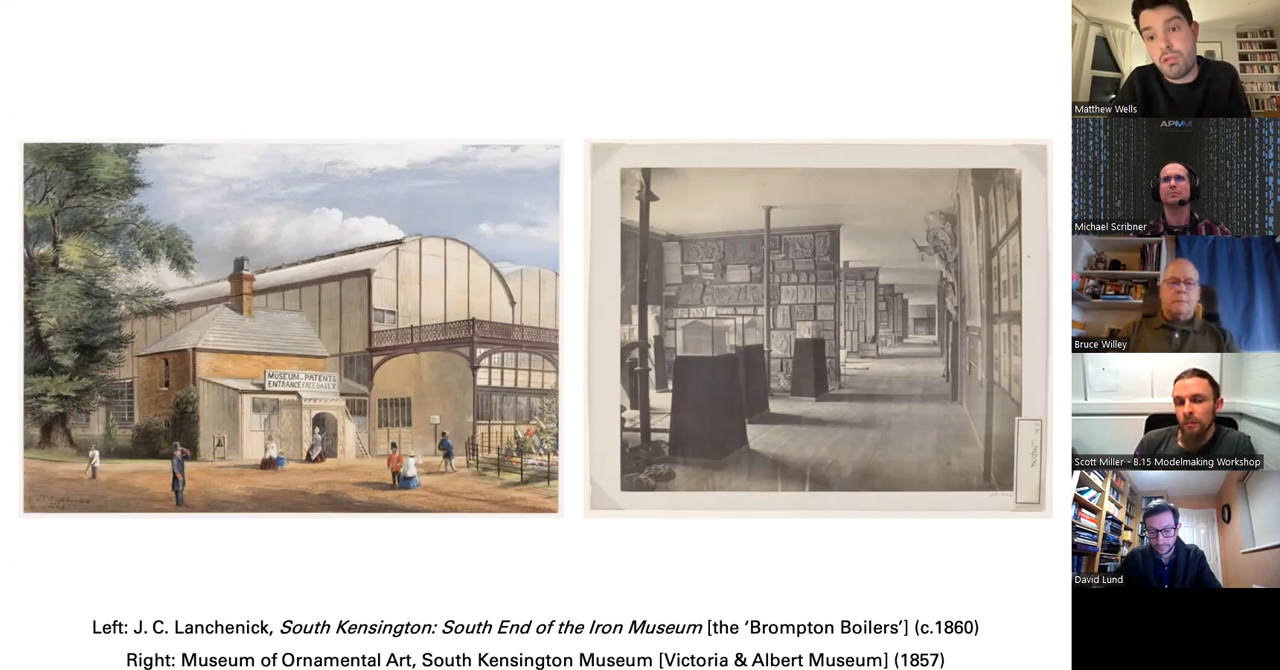 MUSEUM OF PATENTS
ENTRANCE FREE DAILY.
Left: J. C. Lanchenick, South Kensington: South End of the Iron Museum [the ‘Brompton Boilers’] (c.1860)
Right: Museum of Ornamental Art, South Kensington Museum [Victoria & Albert Museum] (1857)
Matthew Wells
APMM
Michael Scribner
Bruce Willey
Scott Miller - B.15 Modelmaking Workshop
David Lund